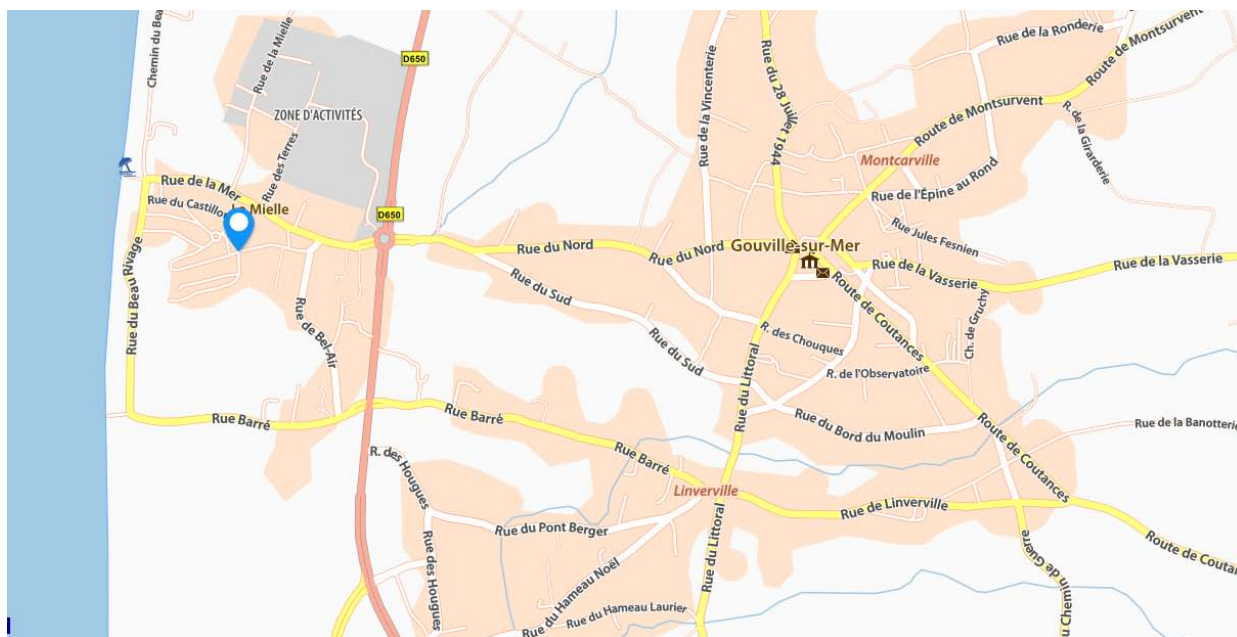 Chemin du Beau
Rue de la Mielle
D650
ZONE D'ACTIVITÉS
Rue des Terres
Rue de la Mer
Rue du Castillon
Mielle
D650
Rue du Beau Rivage
Rue de Bel-Air
Rue Barré
Rue de la Vincenterie
Rue du 28 Juillet 1944
Rue de la Ronderie
Route de Montsurvent
Route de Montsurvent
R. de la Girarderie
Montcarville
Rue de l'Épine au Rond
Rue Jules Fesnien
Rue du Nord
Rue du Nord
Gouville-sur-Mer
Rue de la Vasserie
Rue de la Vasserie
Rue du Sud
Rue du Sud
Route de Coutances
Ch. de Gruchy
R. des Chouques
R. de l'Observatoire
Rue du Littoral
Rue du Bord du Moulin
Rue Barré
Rue Barré
Route de Coutances
Rue de la Banotterie
R. des Hougues
Linverville
Rue de Linverville
Rue du Pont Berger
Rue des Hougues
Rue du Hameau Noël
Rue du Hameau Laurier
Rue du Littoral
u Chemin de Guerre
Route de Coutan